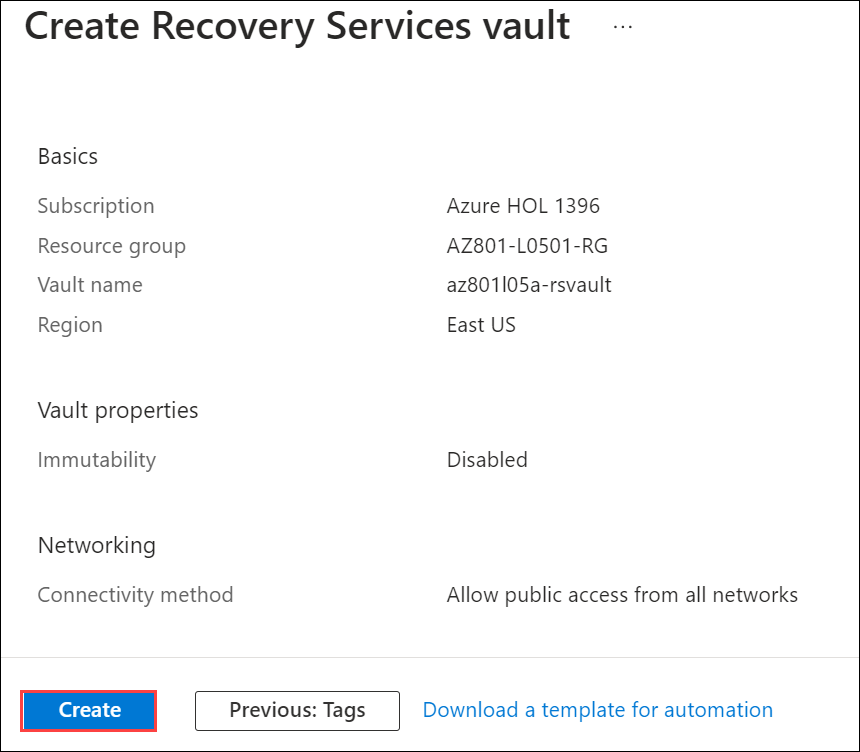 Create Recovery Services vault ...
Basics
Subscription Azure HOL 1396
Resource group AZ801-L0501-RG
Vault name az801l05a-rsvault
Region East US
Vault properties
Immutability Disabled
Networking
Connectivity method Allow public access from all networks
Create Previous: Tags Download a template for automation